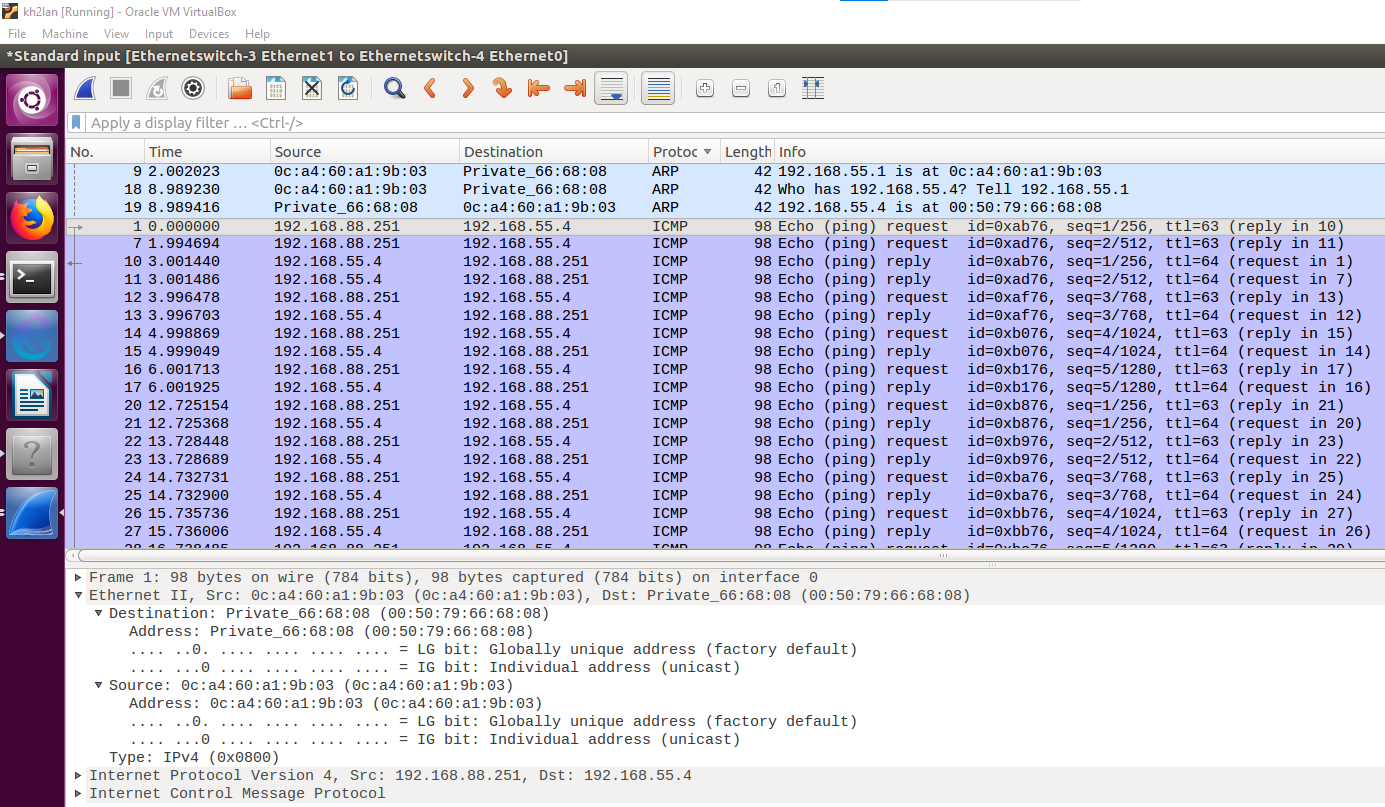 kh2lan [Running] - Oracle VM VirtualBox
File Machine View Input Devices Help
*Standard input [Ethernetswitch-3 Ethernet1 to Ethernetswitch-4 Ethernet0]
Apply a display filter … <Ctrl-/>
No. Time Source Destination Protoc Length Info
9 2.002023 0c:a4:60:a1:9b:03 Private_66:68:08 ARP 42 192.168.55.1 is at 0c:a4:60:a1:9b:03
18 8.989230 0c:a4:60:a1:9b:03 Private_66:68:08 ARP 42 Who has 192.168.55.4? Tell 192.168.55.1
19 8.989416 Private_66:68:08 0c:a4:60:a1:9b:03 ARP 42 192.168.55.4 is at 00:50:79:66:68:08
1 0.000000 192.168.88.251 192.168.55.4 ICMP 98 Echo (ping) request id=0xab76, seq=1/256, ttl=63 (reply in 10)
7 1.994694 192.168.88.251 192.168.55.4 ICMP 98 Echo (ping) request id=0xad76, seq=2/512, ttl=63 (reply in 11)
10 3.001440 192.168.55.4 192.168.88.251 ICMP 98 Echo (ping) reply id=0xab76, seq=1/256, ttl=64 (request in 1)
11 3.001486 192.168.55.4 192.168.88.251 ICMP 98 Echo (ping) reply id=0xad76, seq=2/512, ttl=64 (request in 7)
12 3.996478 192.168.88.251 192.168.55.4 ICMP 98 Echo (ping) request id=0xaf76, seq=3/768, ttl=63 (reply in 13)
13 3.996703 192.168.55.4 192.168.88.251 ICMP 98 Echo (ping) reply id=0xaf76, seq=3/768, ttl=64 (request in 12)
14 4.998869 192.168.88.251 192.168.55.4 ICMP 98 Echo (ping) request id=0xb076, seq=4/1024, ttl=63 (reply in 15)
15 4.999049 192.168.55.4 192.168.88.251 ICMP 98 Echo (ping) reply id=0xb076, seq=4/1024, ttl=64 (request in 14)
16 6.001713 192.168.88.251 192.168.55.4 ICMP 98 Echo (ping) request id=0xb176, seq=5/1280, ttl=63 (reply in 17)
17 6.001925 192.168.55.4 192.168.88.251 ICMP 98 Echo (ping) reply id=0xb176, seq=5/1280, ttl=64 (request in 16)
20 12.725154 192.168.88.251 192.168.55.4 ICMP 98 Echo (ping) request id=0xb876, seq=1/256, ttl=63 (reply in 21)
21 12.725368 192.168.55.4 192.168.88.251 ICMP 98 Echo (ping) reply id=0xb876, seq=1/256, ttl=64 (request in 20)
22 13.728448 192.168.88.251 192.168.55.4 ICMP 98 Echo (ping) request id=0xb976, seq=2/512, ttl=63 (reply in 23)
23 13.728689 192.168.55.4 192.168.88.251 ICMP 98 Echo (ping) reply id=0xb976, seq=2/512, ttl=64 (request in 22)
24 14.732731 192.168.88.251 192.168.55.4 ICMP 98 Echo (ping) request id=0xba76, seq=3/768, ttl=63 (reply in 25)
25 14.732900 192.168.55.4 192.168.88.251 ICMP 98 Echo (ping) reply id=0xba76, seq=3/768, ttl=64 (request in 24)
26 15.735736 192.168.88.251 192.168.55.4 ICMP 98 Echo (ping) request id=0xbb76, seq=4/1024, ttl=63 (reply in 27)
27 15.736006 192.168.55.4 192.168.88.251 ICMP 98 Echo (ping) reply id=0xbb76, seq=4/1024, ttl=64 (request in 26)
Frame 1: 98 bytes on wire (784 bits), 98 bytes captured (784 bits) on interface 0
Ethernet II, Src: 0c:a4:60:a1:9b:03 (0c:a4:60:a1:9b:03), Dst: Private_66:68:08 (00:50:79:66:68:08)
Destination: Private_66:68:08 (00:50:79:66:68:08)
Address: Private_66:68:08 (00:50:79:66:68:08)
.... ..0. .... .... .... .... = LG bit: Globally unique address (factory default)
.... ...0 .... .... .... .... = IG bit: Individual address (unicast)
Source: 0c:a4:60:a1:9b:03 (0c:a4:60:a1:9b:03)
Address: 0c:a4:60:a1:9b:03 (0c:a4:60:a1:9b:03)
.... ..0. .... .... .... .... = LG bit: Globally unique address (factory default)
.... ...0 .... .... .... .... = IG bit: Individual address (unicast)
Type: IPv4 (0x0800)
Internet Protocol Version 4, Src: 192.168.88.251, Dst: 192.168.55.4
Internet Control Message Protocol